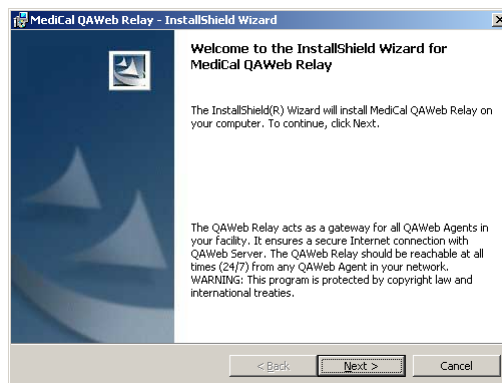 MediCal QAWeb Relay - InstallShield Wizard
Welcome to the InstallShield Wizard for
MediCal QAWeb Relay
The InstallShield(R) Wizard will install MediCal QAWeb Relay on
your computer. To continue, click Next.
The QAWeb Relay acts as a gateway for all QAWeb Agents in
your facility. It ensures a secure Internet connection with
QAWeb Server. The QAWeb Relay should be reachable at all
times (24/7) from any QAWeb Agent in your network.
WARNING: This program is protected by copyright law and
international treaties.
< Back Next > Cancel